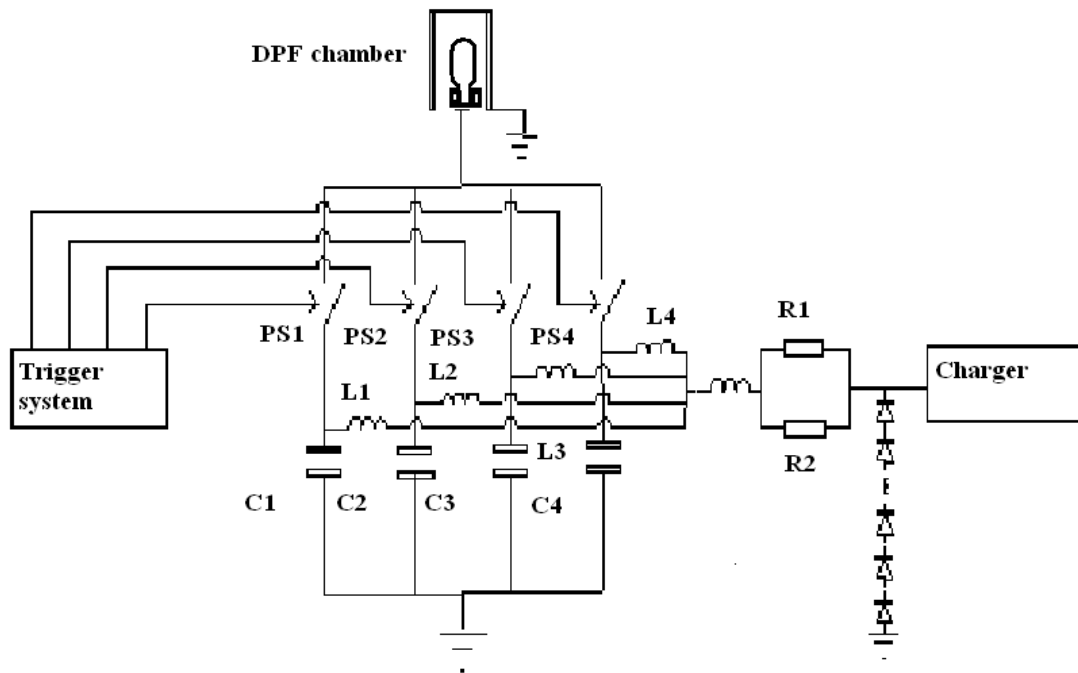 DPF chamber
L4
R1
PS1
PS2
PS3
PS4
Trigger
system
L1
L2
Charger
L3
R2
C1
C2
C3
C4